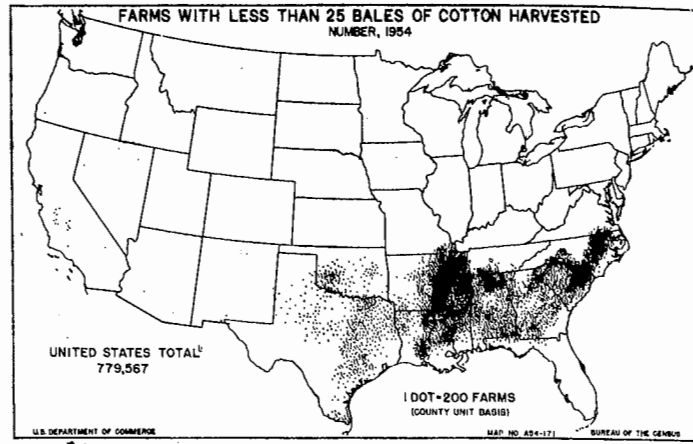 FARMS WITH LESS THAN 25 BALES OF COTTON HARVESTED
NUMBER, 1954
UNITED STATES TOTAL
779,567
1 DOT=200 FARMS
(COUNTY UNIT BASIS)
U.S. DEPARTMENT OF COMMERCE
MAP NO. A54-171
BUREAU OF THE CENSUS